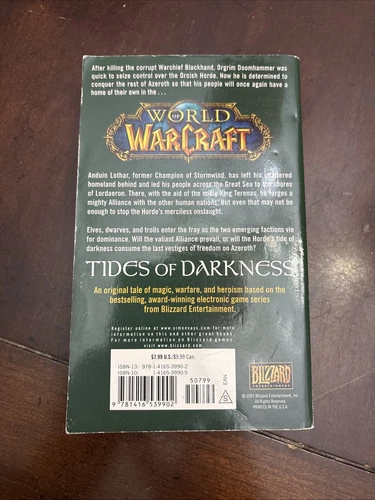 After killing the corrupt Warchief Blackhand, Orgrim Doomhammer was
quick to seize control over the Orcish Horde. Now he is determined to
conquer the rest of Azeroth so that his people will once again have a
home of their own in the . . .
WORLD
OF
WARCRAFT
Anduin Lothar, former Champion of Stormwind, has left his shattered
homeland behind and led his people across the Great Sea to the shores
of Lordaeron. There, with the aid of the noble King Terenas, he forges a
mighty Alliance with the other human nations. But even that may not be
enough to stop the Horde's merciless onslaught.
Elves, dwarves, and trolls enter the fray as the two emerging factions vie
for dominance. Will the valiant Alliance prevail, or will the Horde's tide of
darkness consume the last vestiges of freedom on Azeroth?
TIDES OF DARKNESS
An original tale of magic, warfare, and heroism based on the
bestselling, award-winning electronic game series
from Blizzard Entertainment.
Register online at www.simonsays.com for more
information on this and other great books.
For more information on Blizzard games,
visit www.blizzard.com
$7.99 U.S./$9.99 Can.
ISBN-13: 978-1-4165-3990-2
ISBN-10: 1-4165-3990-5
50799
9 781416 539902
S
EAN
BLIZZARD
ENTERTAINMENT
© 2007 Blizzard Entertainment, Inc.
PRINTED IN THE U.S.A.